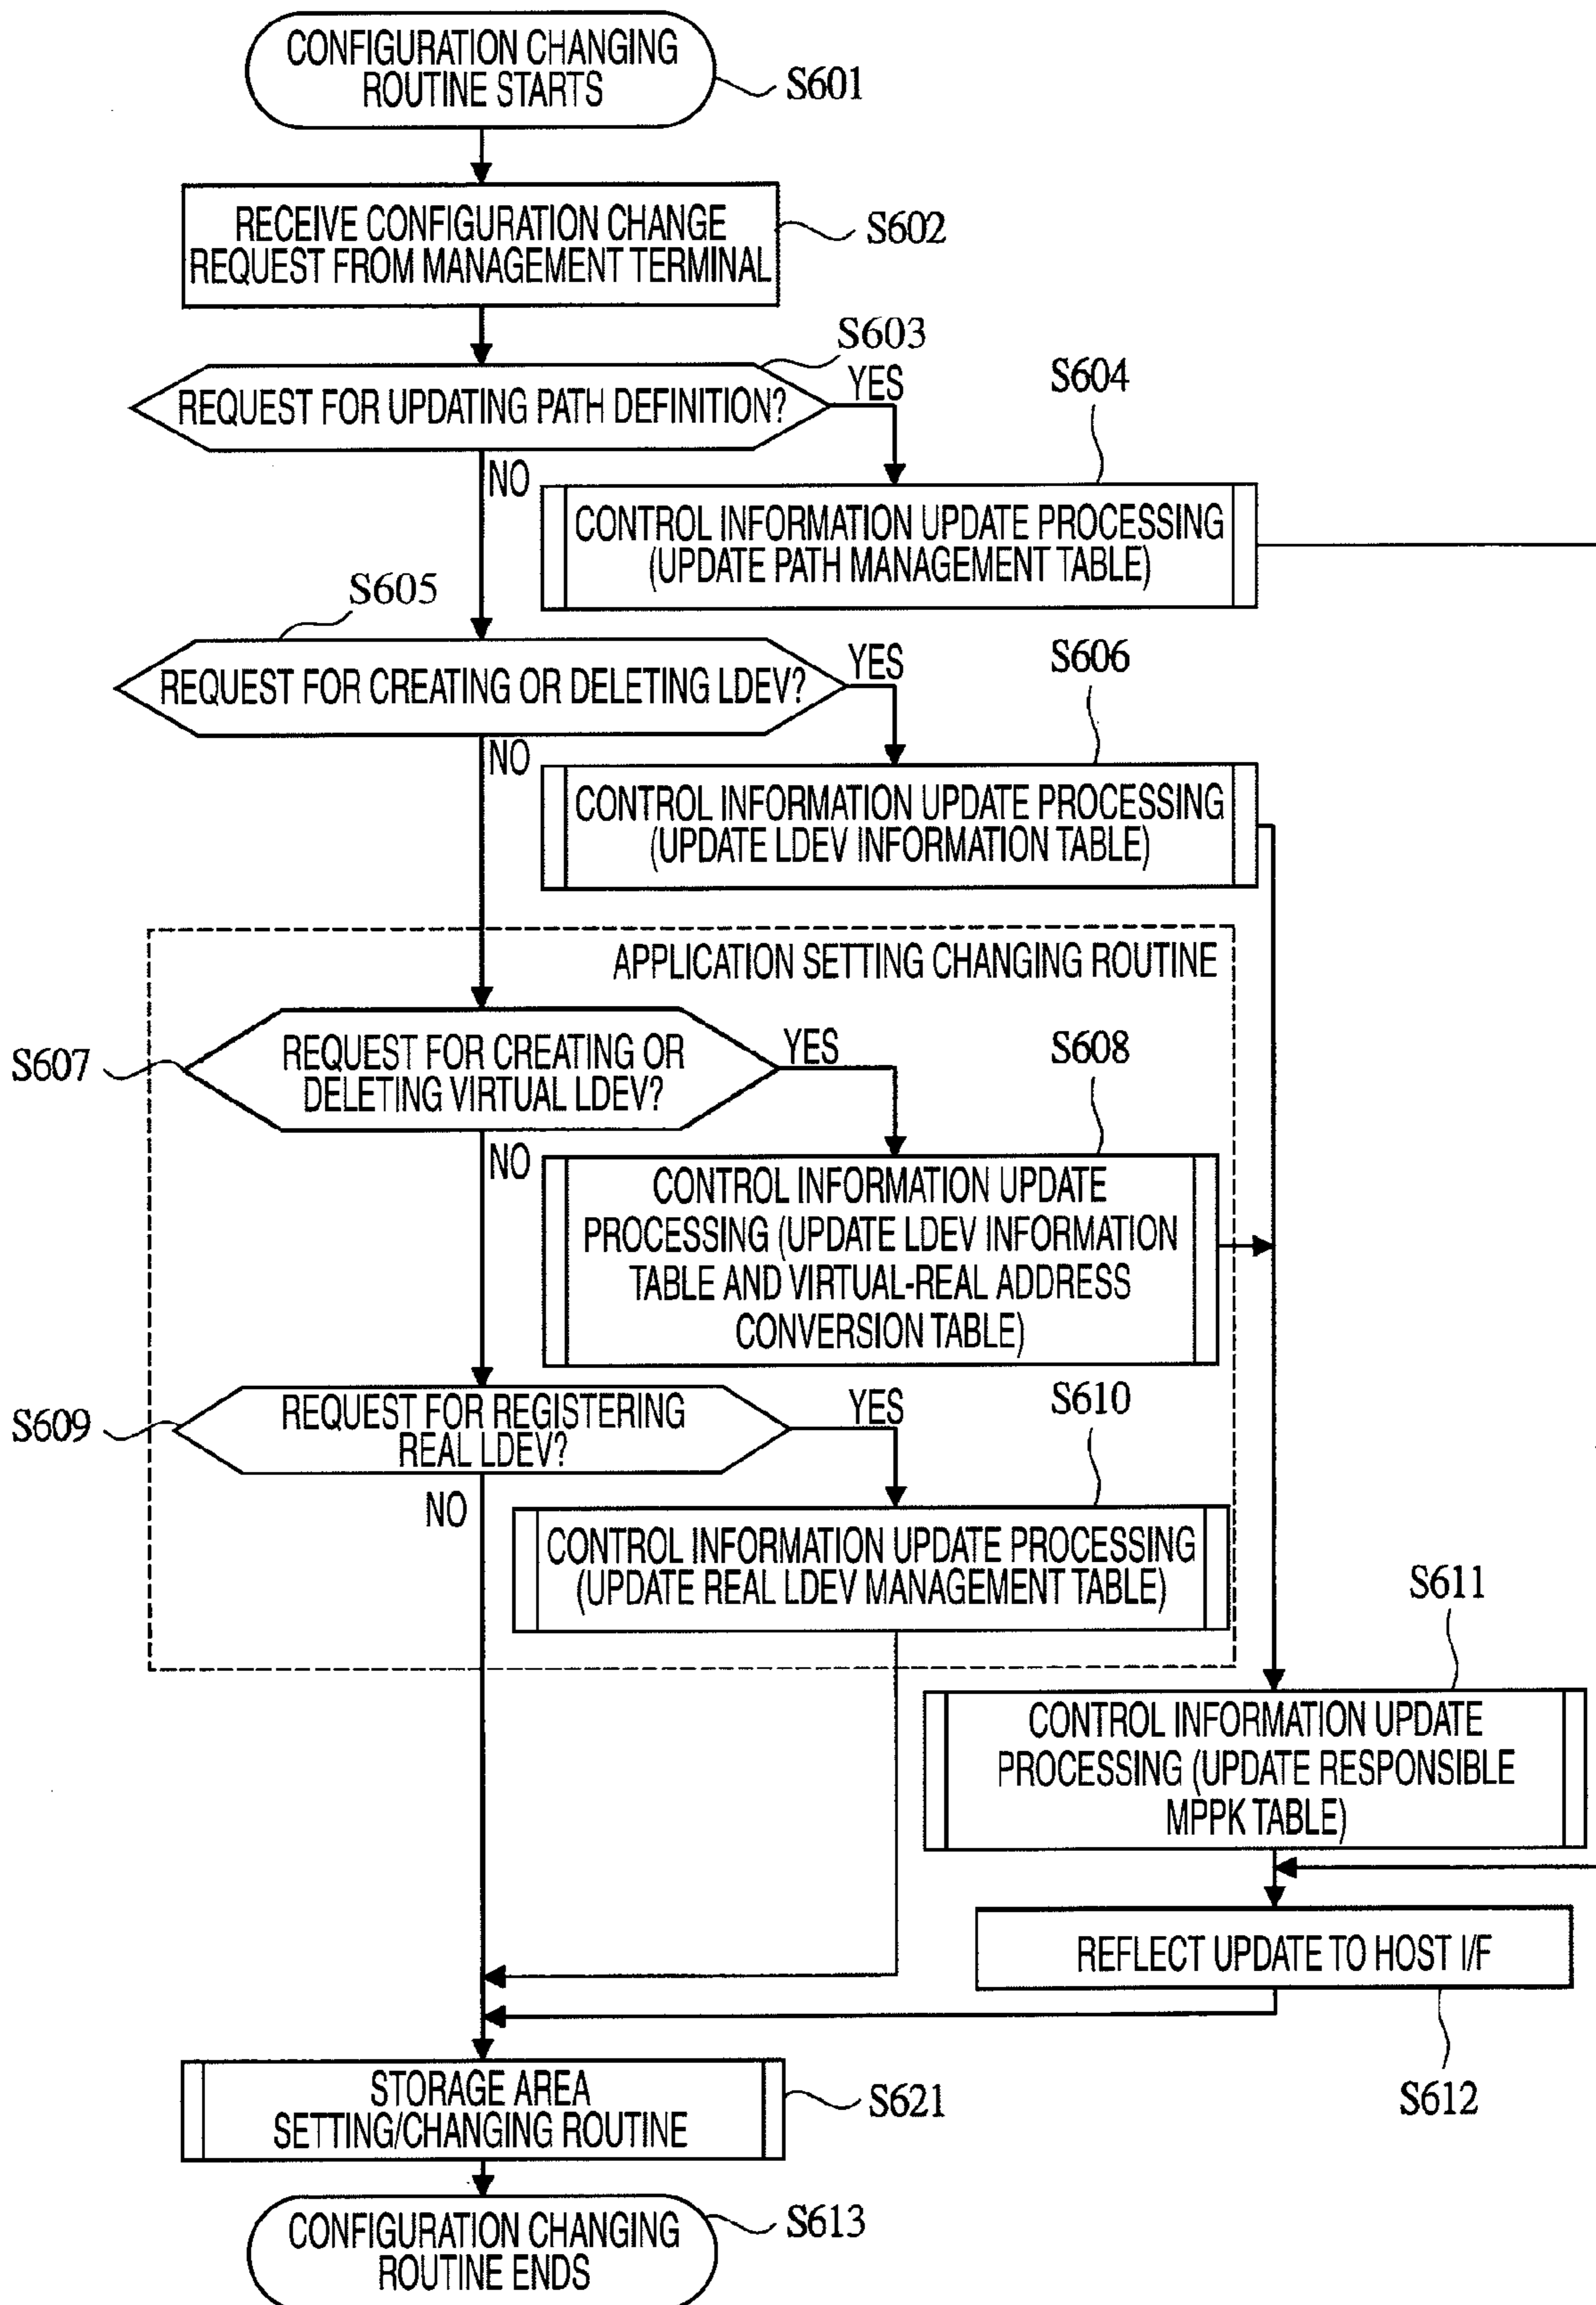 CONFIGURATION CHANGING
ROUTINE STARTS
S601
RECEIVE CONFIGURATION CHANGE
REQUEST FROM MANAGEMENT TERMINAL
S602
S603
REQUEST FOR UPDATING PATH DEFINITION?
YES
NO
S604
CONTROL INFORMATION UPDATE PROCESSING
(UPDATE PATH MANAGEMENT TABLE)
S605
REQUEST FOR CREATING OR DELETING LDEV?
YES
NO
S606
CONTROL INFORMATION UPDATE PROCESSING
(UPDATE LDEV INFORMATION TABLE)
APPLICATION SETTING CHANGING ROUTINE
S607
REQUEST FOR CREATING OR
DELETING VIRTUAL LDEV?
YES
NO
S608
CONTROL INFORMATION UPDATE
PROCESSING (UPDATE LDEV INFORMATION
TABLE AND VIRTUAL-REAL ADDRESS
CONVERSION TABLE)
S609
REQUEST FOR REGISTERING
REAL LDEV?
YES
NO
S610
CONTROL INFORMATION UPDATE PROCESSING
(UPDATE REAL LDEV MANAGEMENT TABLE)
S611
CONTROL INFORMATION UPDATE
PROCESSING (UPDATE RESPONSIBLE
MPPK TABLE)
REFLECT UPDATE TO HOST I/F
S612
STORAGE AREA
SETTING/CHANGING ROUTINE
S621
CONFIGURATION CHANGING
ROUTINE ENDS
S613